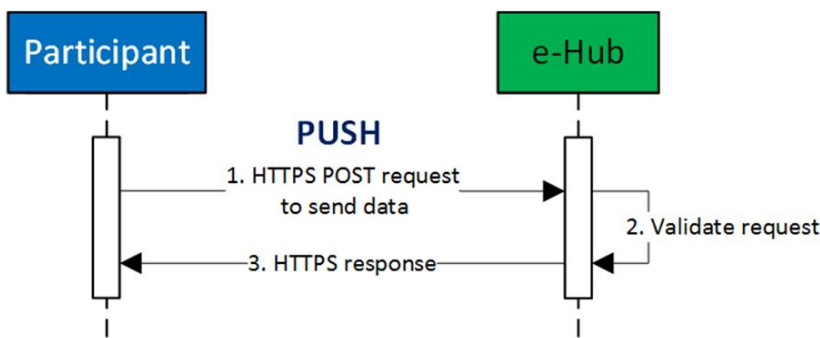 Participant
e-Hub
PUSH
1. HTTPS POST request
to send data
2. Validate request
3. HTTPS response